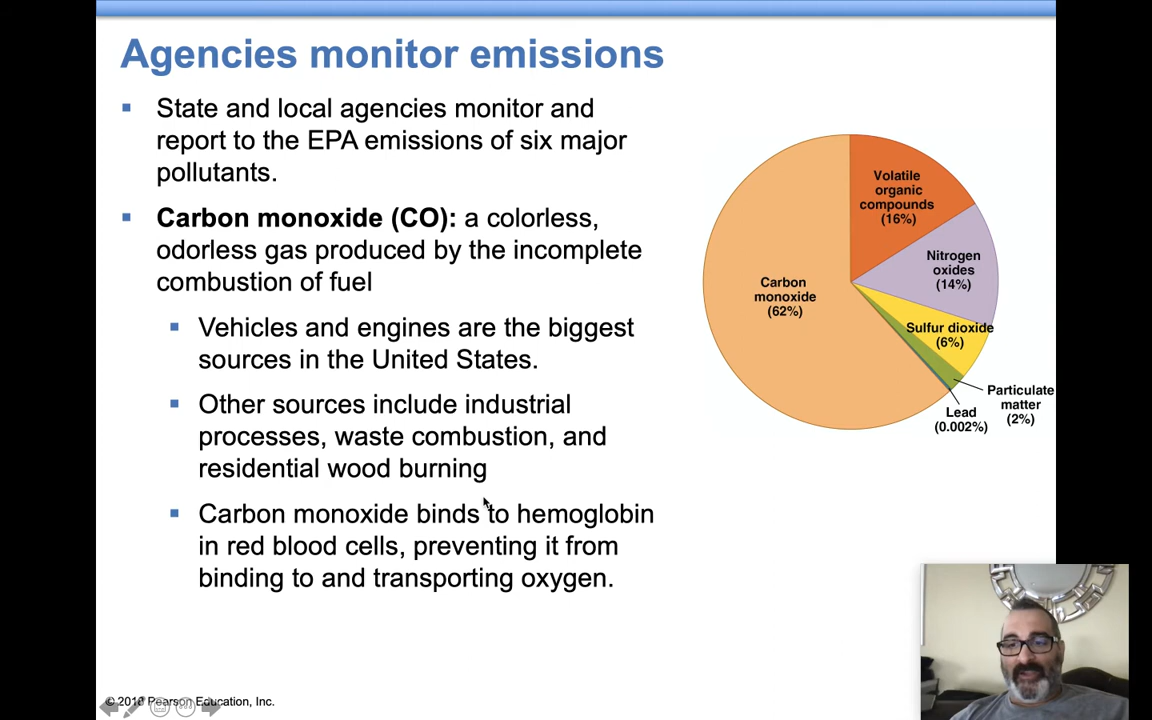 Agencies monitor emissions
State and local agencies monitor and
report to the EPA emissions of six major
pollutants.
Carbon monoxide (CO): a colorless,
odorless gas produced by the incomplete
combustion of fuel
Vehicles and engines are the biggest
sources in the United States.
Other sources include industrial
processes, waste combustion, and
residential wood burning
Carbon monoxide binds to hemoglobin
in red blood cells, preventing it from
binding to and transporting oxygen.
Volatile
organic
compounds
(16%)
Nitrogen
oxides
(14%)
Carbon
monoxide
(62%)
Sulfur dioxide
(6%)
Particulate
matter
(2%)
Lead
(0.002%)
© Pearson Education, Inc.